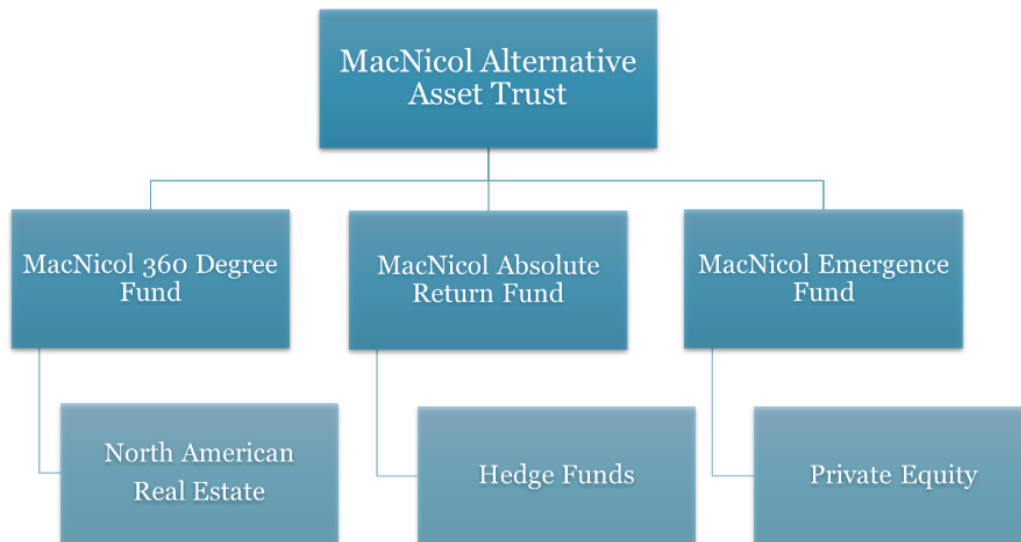 MacNicol Alternative
Asset Trust
MacNicol 360 Degree
Fund
MacNicol Absolute
Return Fund
MacNicol Emergence
Fund
North American
Real Estate
Hedge Funds
Private Equity